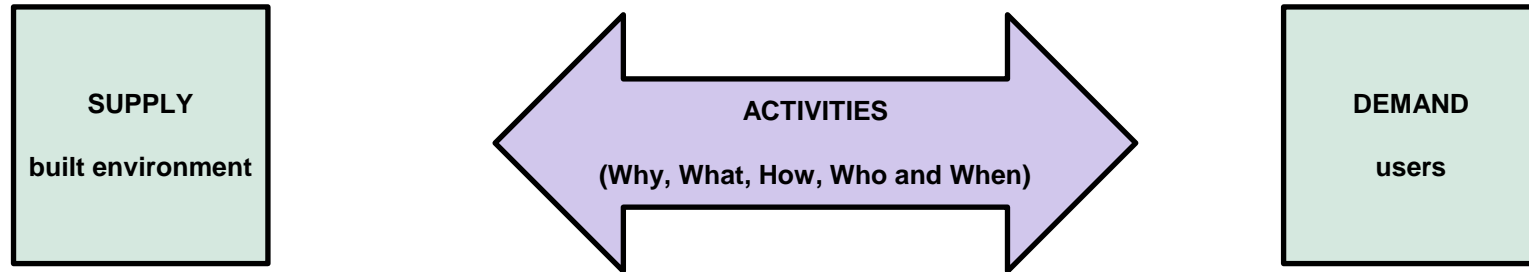 SUPPLY
built environment
ACTIVITIES
(Why, What, How, Who and When)
DEMAND
users